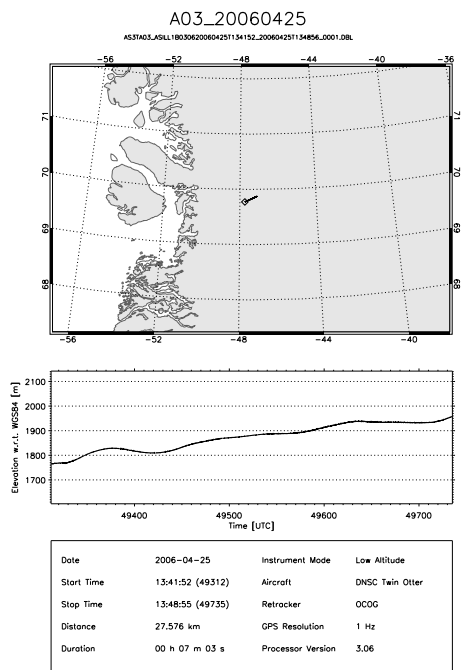 A03_20060425
AS3TA03_ASILL1B030620060425T134152_20060425T134856_0001.DBL
-56 -52 -48 -44 -40 -36
71 71
70 70
69 69
68 68
-56 -52 -48 -44 -40
Elevation w.r.t. WGS84 [m]
2100
2000
1900
1800
1700
49400 49500 49600 49700
Time [UTC]
Date 2006-04-25 Instrument Mode Low Altitude
Start Time 13:41:52 (49312) Aircraft DNSC Twin Otter
Stop Time 13:48:55 (49735) Retracker OCOG
Distance 27.576 km GPS Resolution 1 Hz
Duration 00 h 07 m 03 s Processor Version 3.06